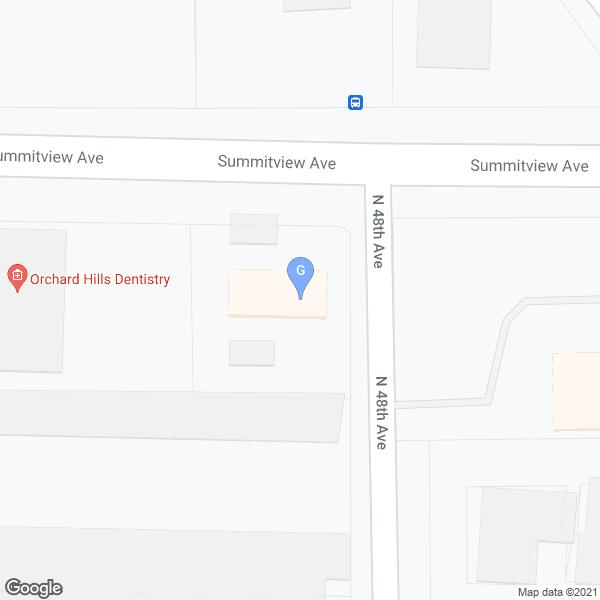 ummitview Ave
Summitview Ave
Summitview Ave
N 48th Ave
G
Orchard Hills Dentistry
N 48th Ave
Google
Map data ©2021